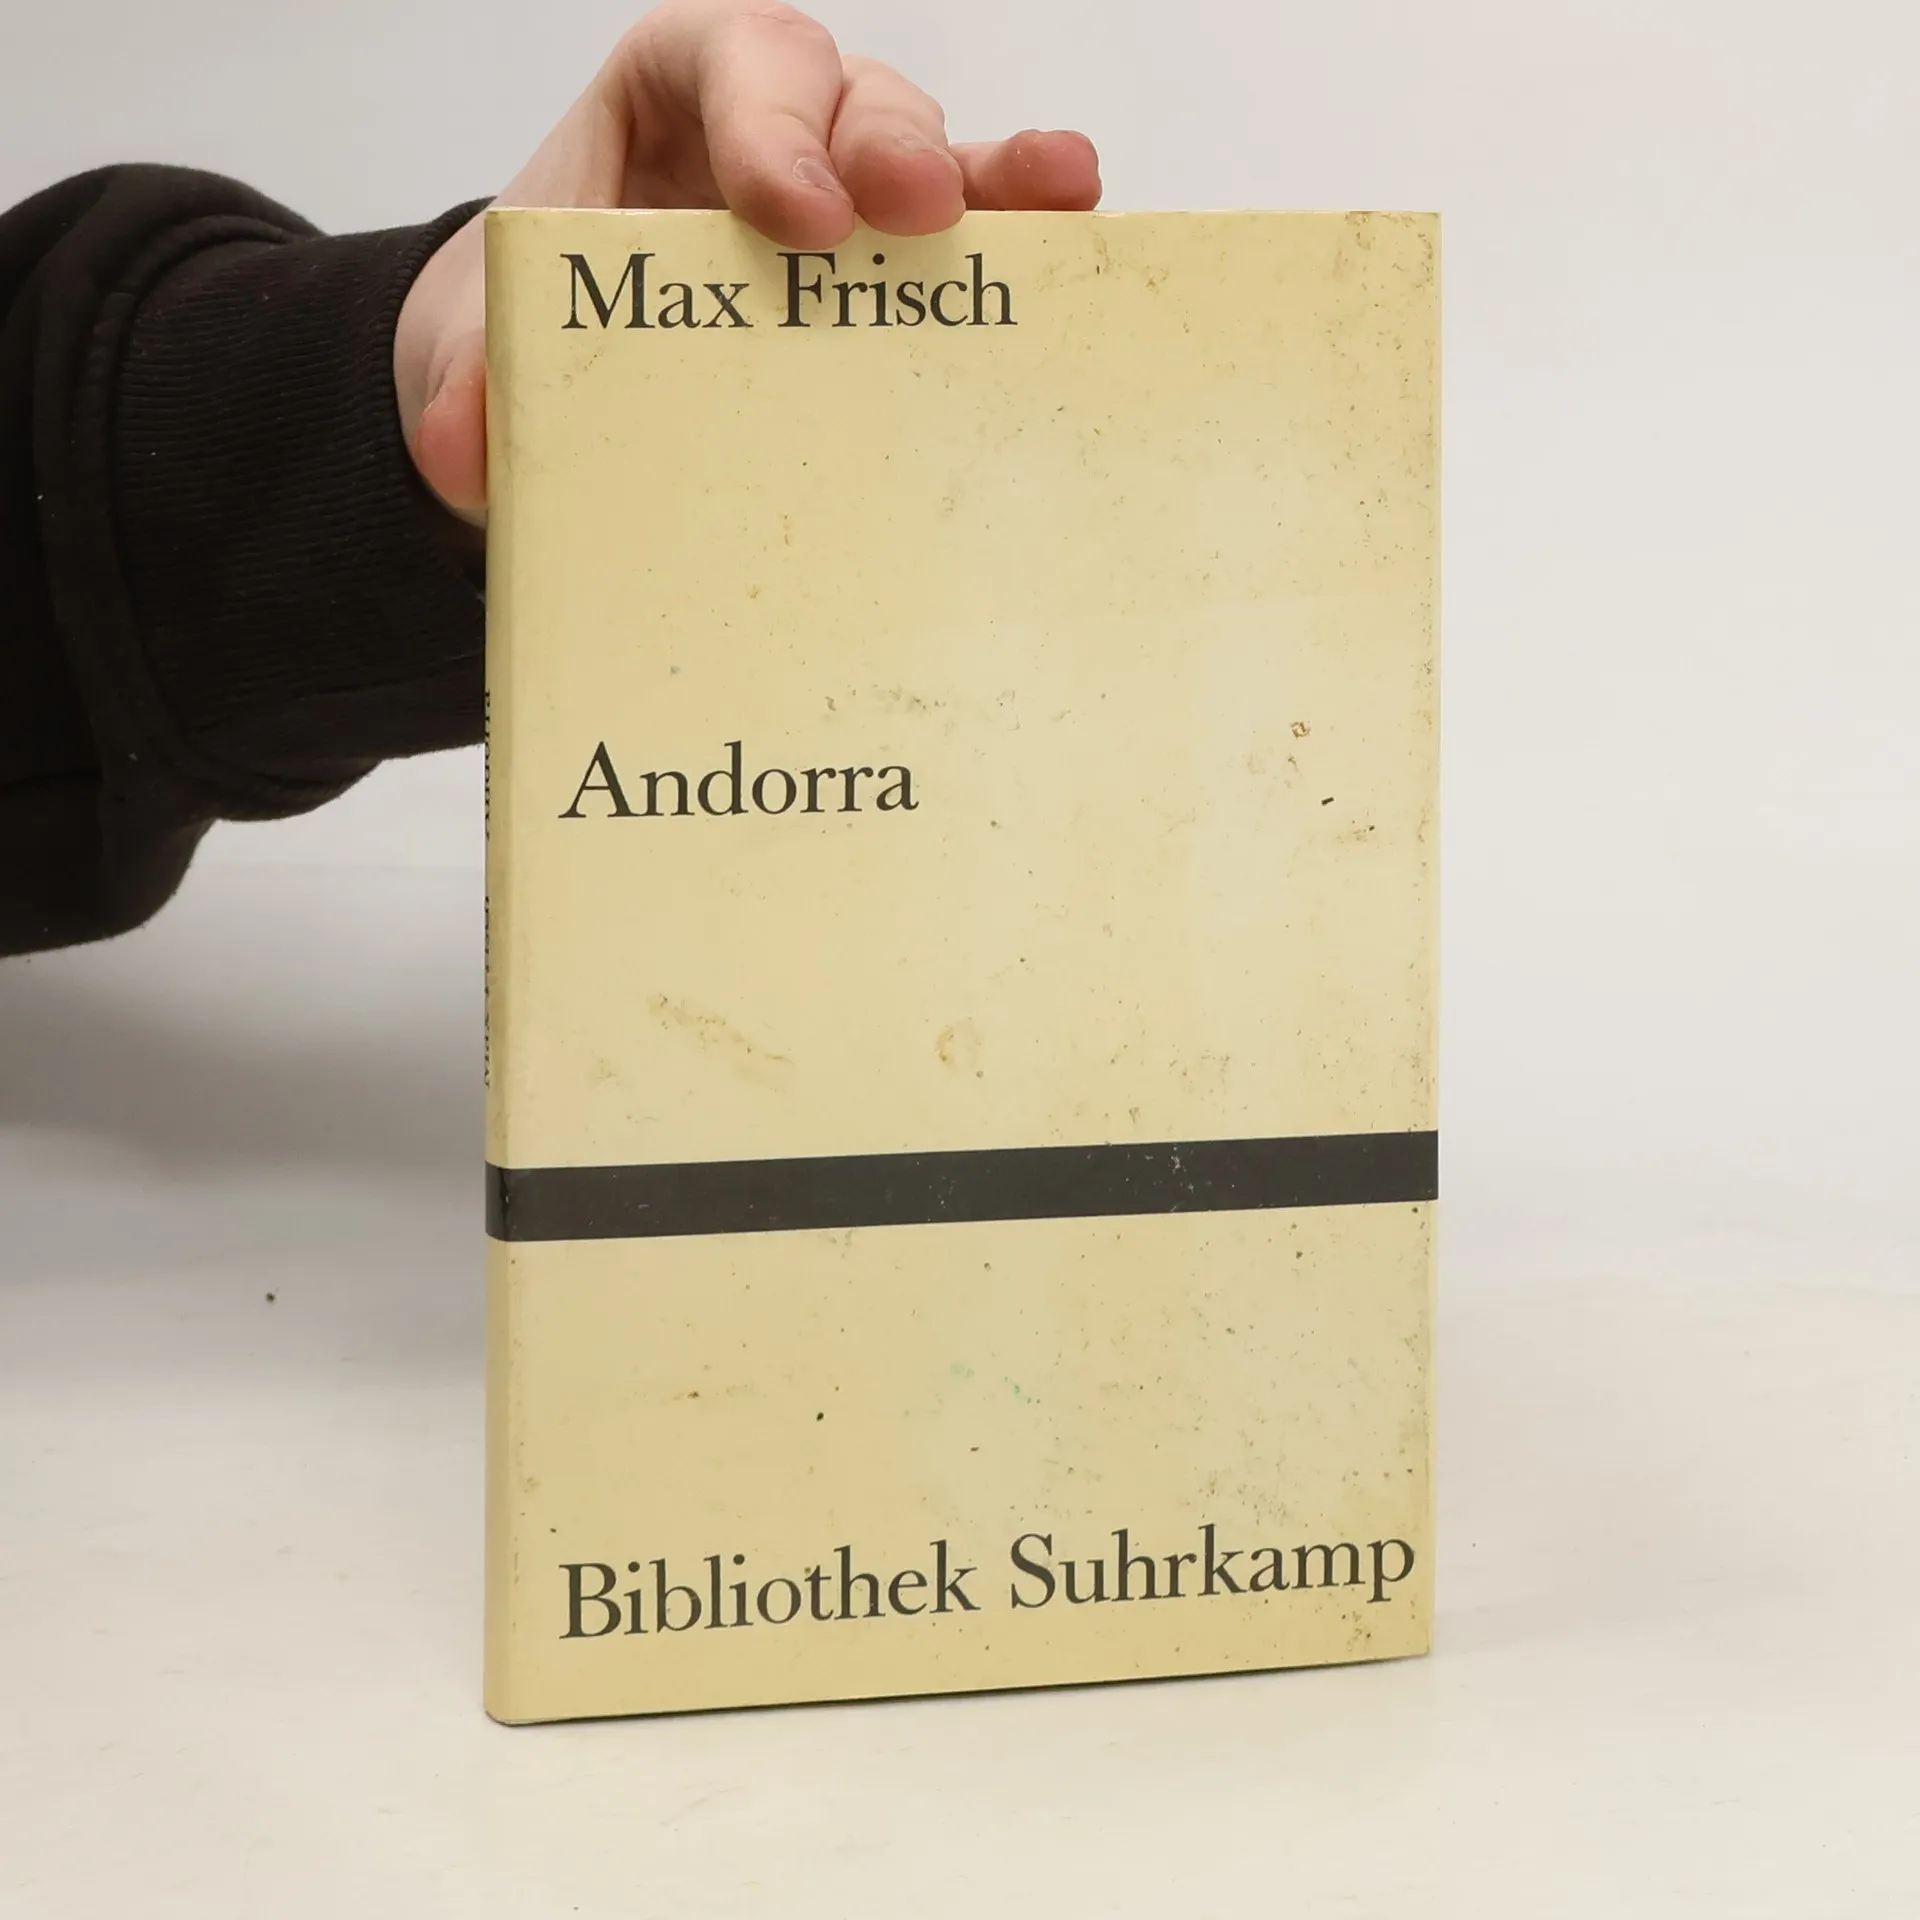 Max Frisch
Andorra
Bibliothek Suhrkamp